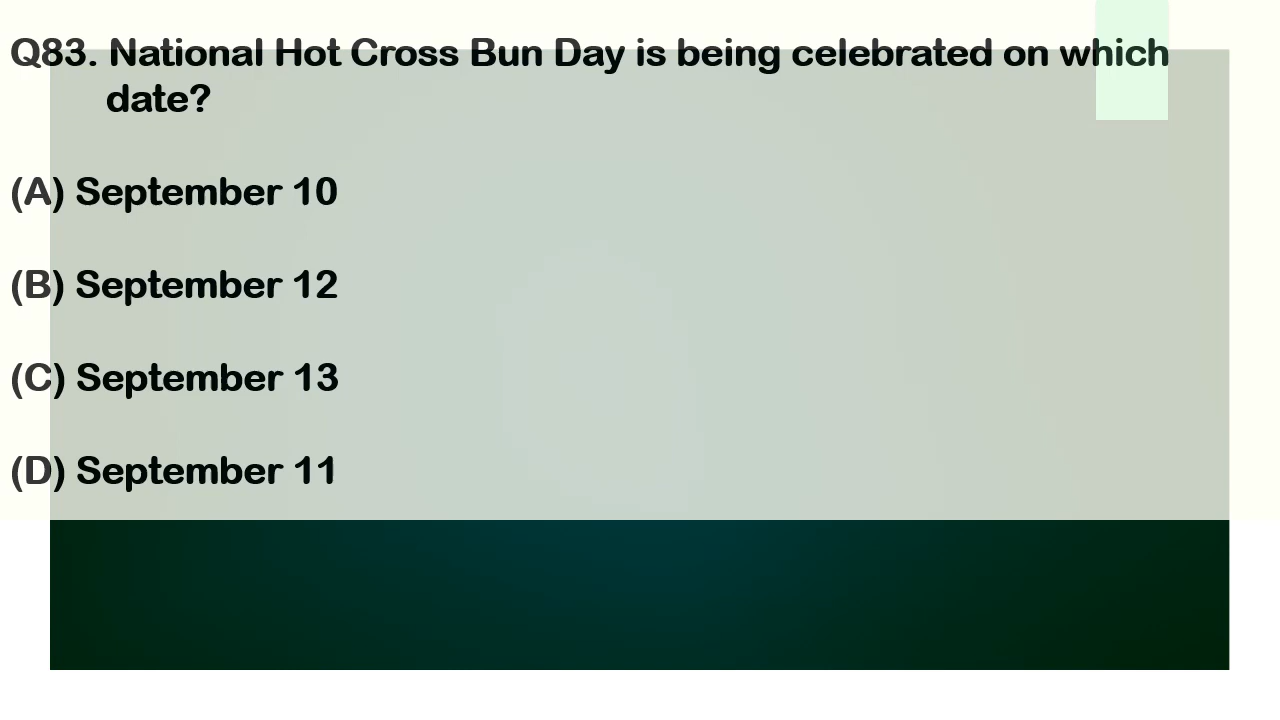 Q83. National Hot Cross Bun Day is being celebrated on which
date?
(A) September 10
(B) September 12
(C) September 13
(D) September 11